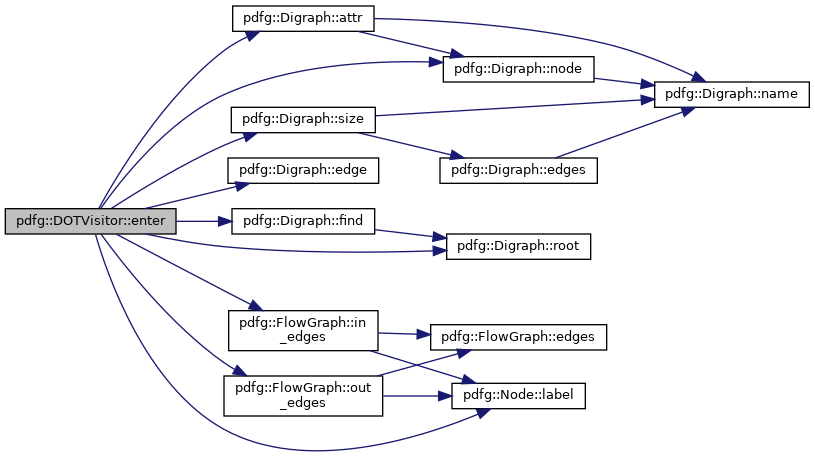 pdfg::Digraph::attr
pdfg::Digraph::node
pdfg::Digraph::name
pdfg::Digraph::size
pdfg::Digraph::edge
pdfg::Digraph::edges
pdfg::DOTVisitor::enter
pdfg::Digraph::find
pdfg::Digraph::root
pdfg::FlowGraph::in
_edges
pdfg::FlowGraph::edges
pdfg::FlowGraph::out
_edges
pdfg::Node::label